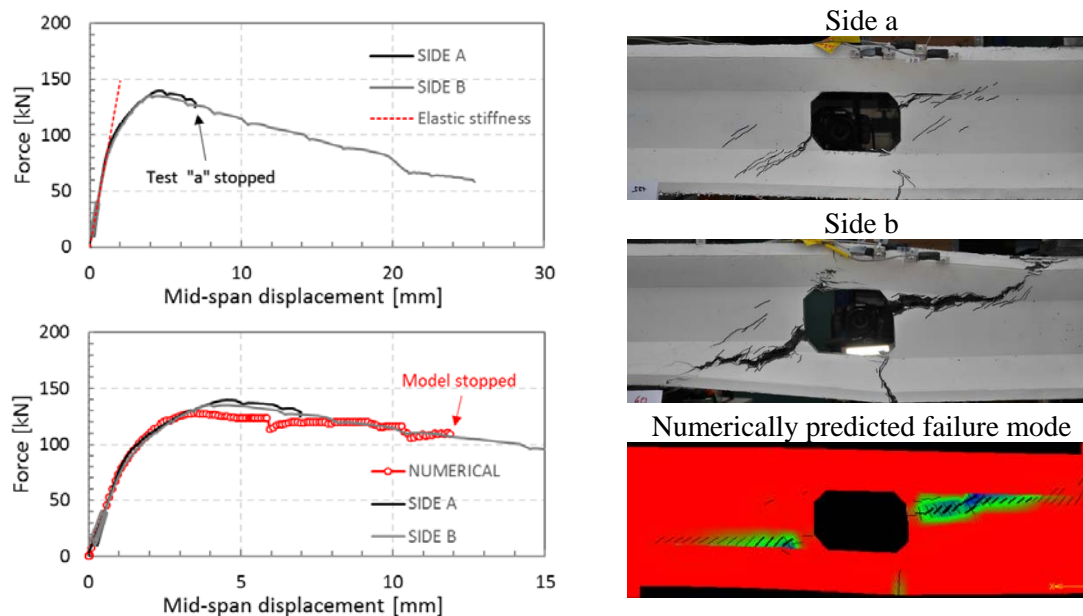 200
150
100
50
0
Force [kN]
SIDE A
SIDE B
Elastic stiffness
Test "a" stopped
0
10
20
30
Mid-span displacement [mm]
200
150
100
50
0
Force [kN]
Model stopped
NUMERICAL
SIDE A
SIDE B
0
5
10
15
Mid-span displacement [mm]
Side a
Side b
Numerically predicted failure mode